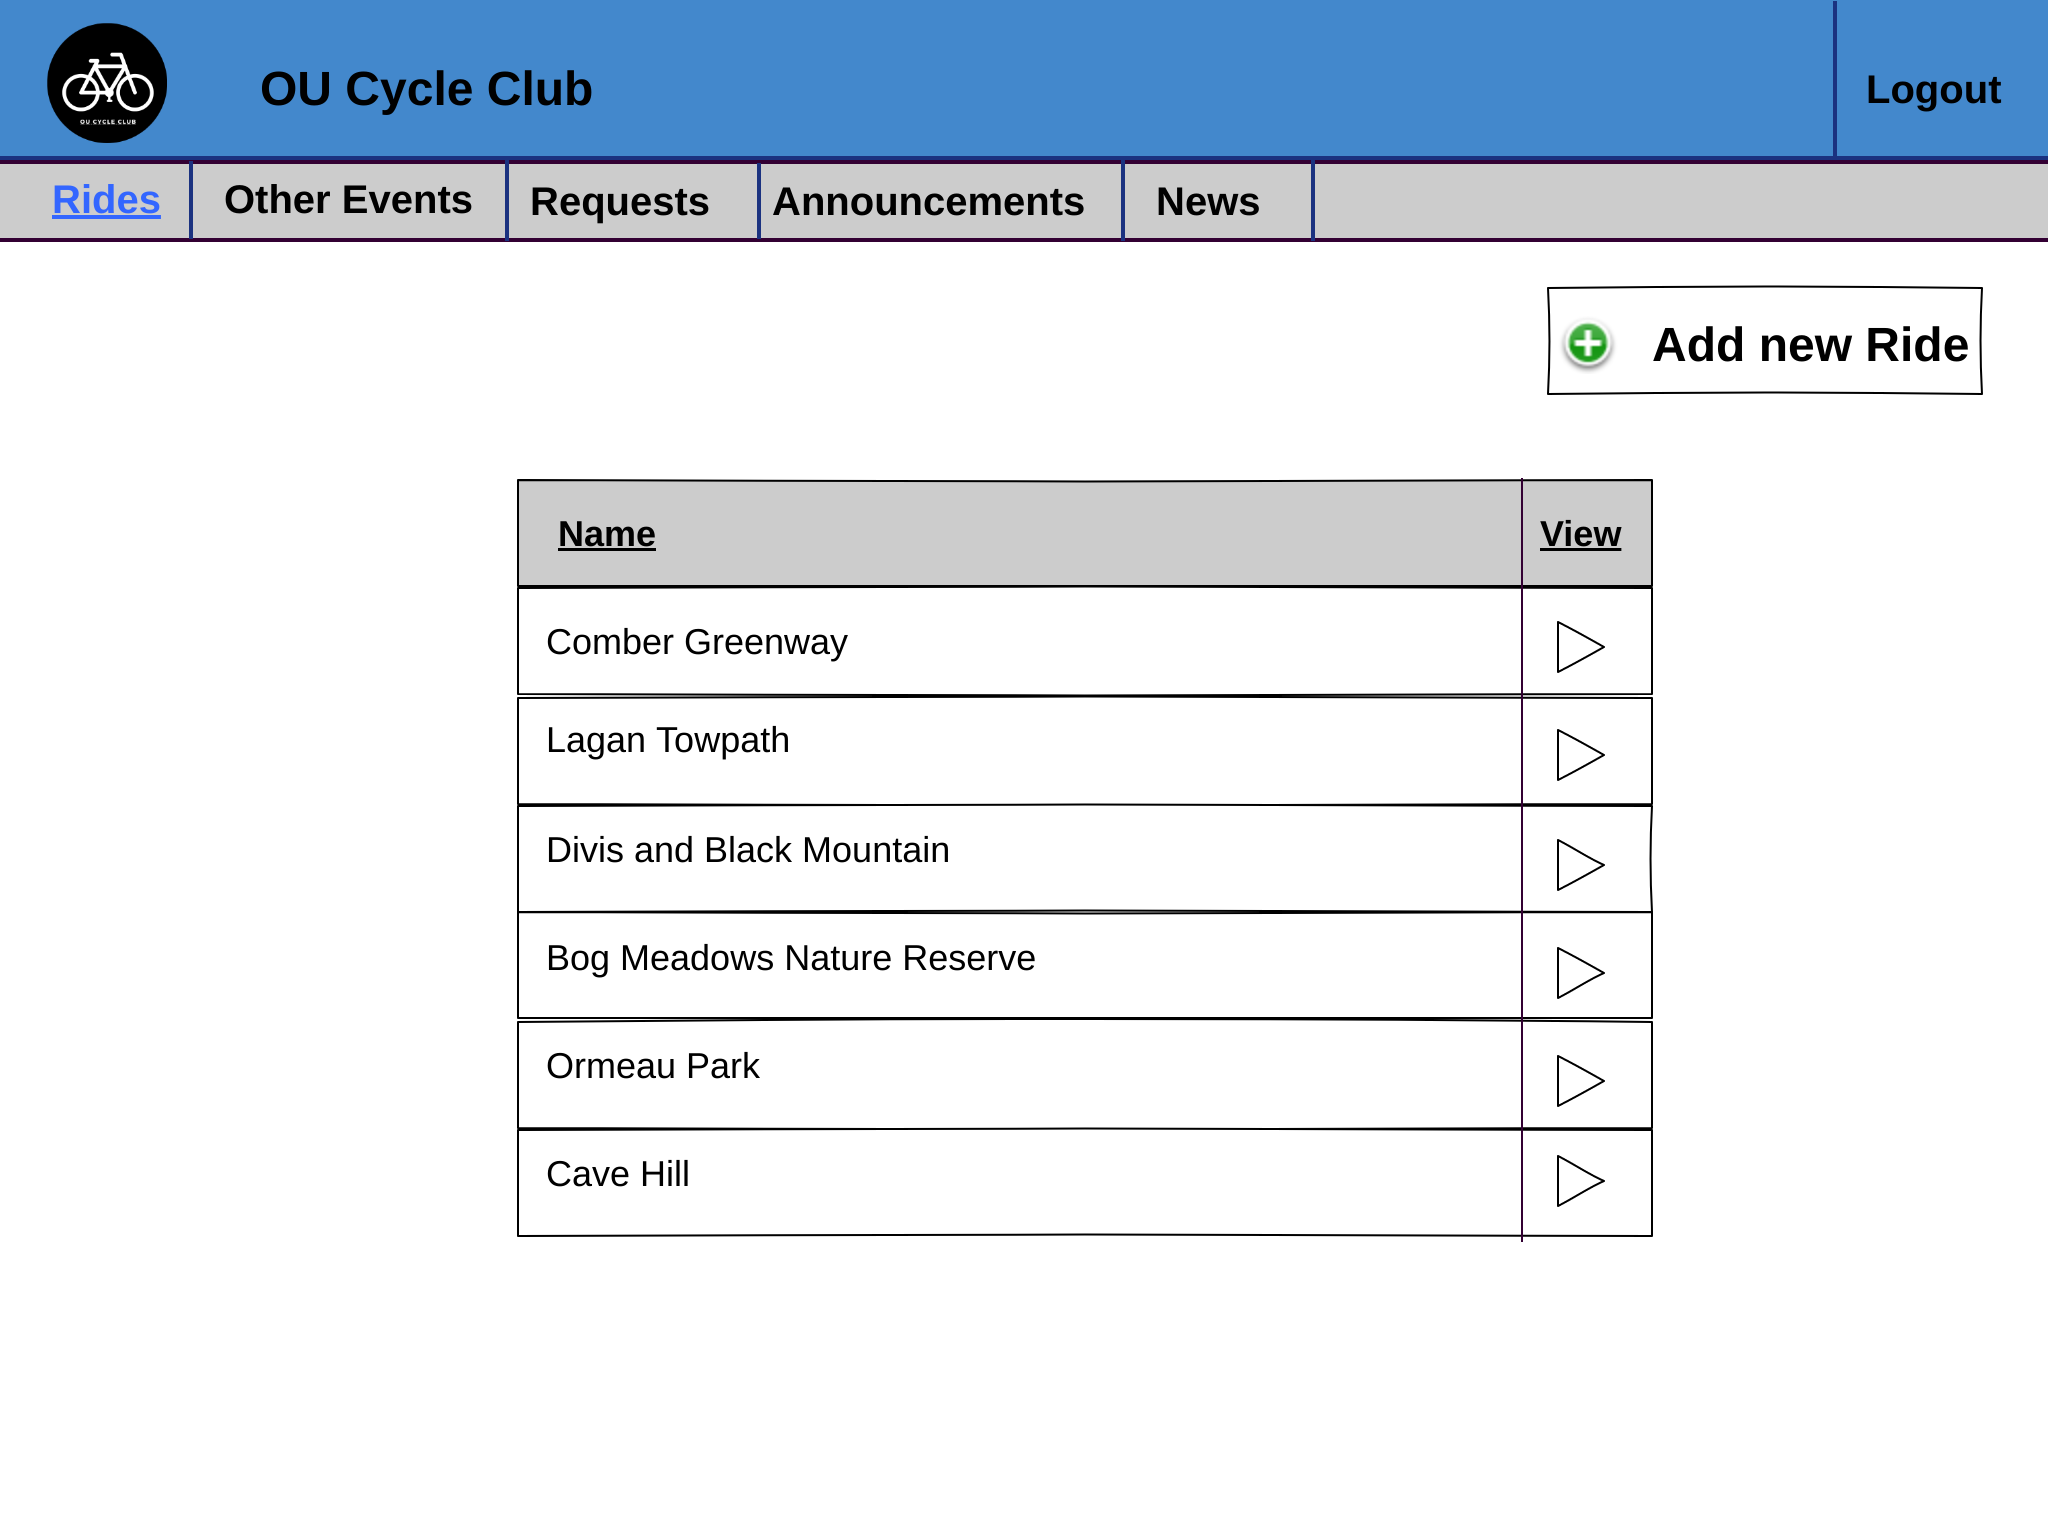 OU CYCLE CLUB
OU Cycle Club
Logout
Rides
Other Events
Requests
Announcements
News
Add new Ride
Name
View
Comber Greenway
Lagan Towpath
Divis and Black Mountain
Bog Meadows Nature Reserve
Ormeau Park
Cave Hill